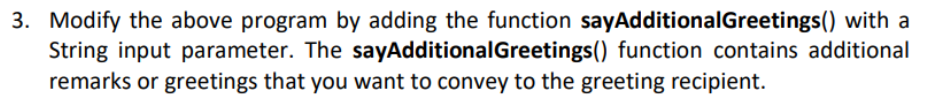 3. Modify the above program by adding the function sayAdditionalGreetings() with a
String input parameter. The sayAdditionalGreetings() function contains additional
remarks or greetings that you want to convey to the greeting recipient.